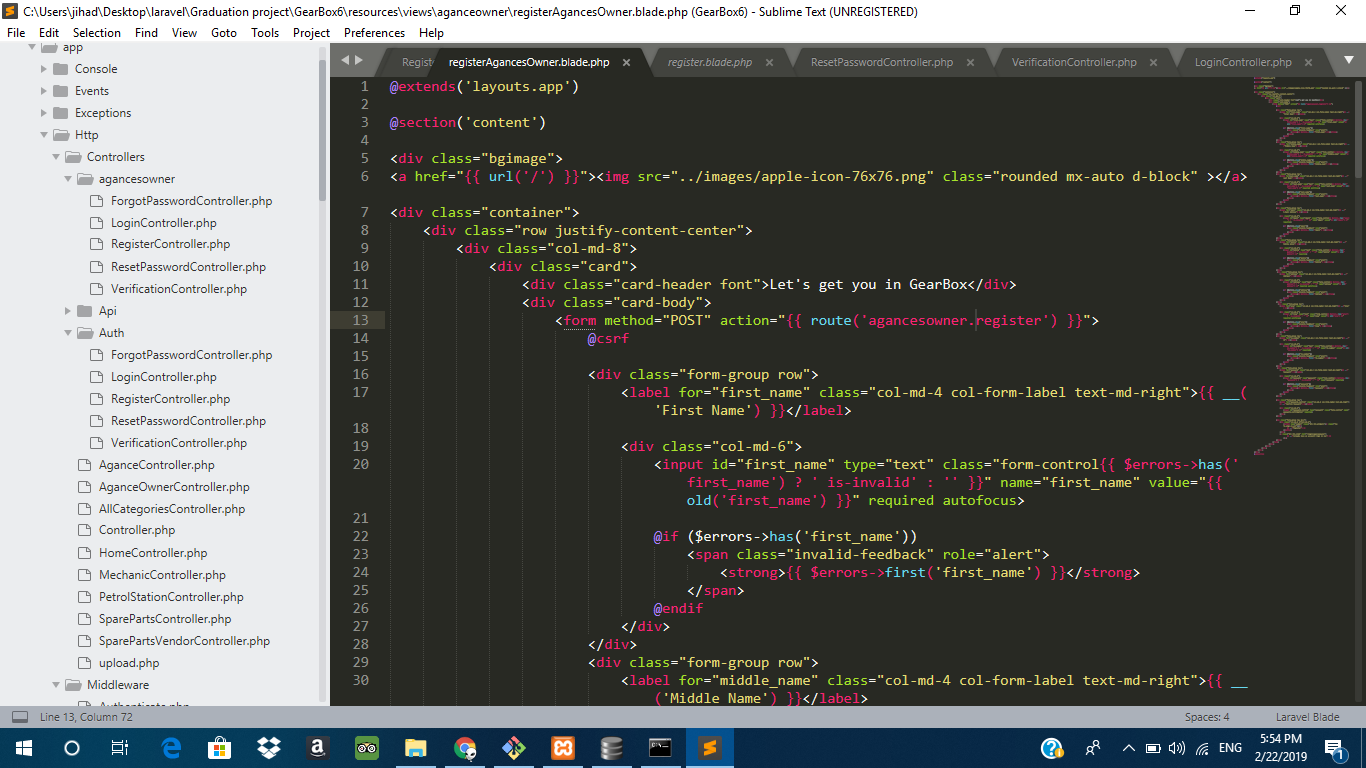 C:\Users\jihad\Desktop\laravel\Graduation project\GearBox6\resources\views\aganceowner\registerAgancesOwner.blade.php (GearBox6) - Sublime Text (UNREGISTERED)
File Edit Selection Find View Goto Tools Project Preferences Help
app
Console
Events
Exceptions
Http
Controllers
agancesowner
ForgotPasswordController.php
LoginController.php
RegisterController.php
ResetPasswordController.php
VerificationController.php
Api
Auth
ForgotPasswordController.php
LoginController.php
RegisterController.php
ResetPasswordController.php
VerificationController.php
AganceController.php
AganceOwnerController.php
AllCategoriesController.php
Controller.php
HomeController.php
MechanicController.php
PetrolStationController.php
SparePartsController.php
SparePartsVendorController.php
upload.php
Middleware
Authenticate.php
Regist registerAgancesOwner.blade.php register.blade.php ResetPasswordController.php VerificationController.php LoginController.php
1 @extends('layouts.app')
2
3 @section('content')
4
5 <div class="bgimage">
6 <a href="{{ url('/') }}"><img src="../images/apple-icon-76x76.png" class="rounded mx-auto d-block" ></a>
7 <div class="container">
8 <div class="row justify-content-center">
9 <div class="col-md-8">
10 <div class="card">
11 <div class="card-header font">Let's get you in GearBox</div>
12 <div class="card-body">
13 <form method="POST" action="{{ route('agancesowner.register') }}">
14 @csrf
15
16 <div class="form-group row">
17 <label for="first_name" class="col-md-4 col-form-label text-md-right">{{ __(
'First Name') }}</label>
18
19 <div class="col-md-6">
20 <input id="first_name" type="text" class="form-control{{ $errors->has('
first_name') ? ' is-invalid' : '' }}" name="first_name" value="{{
old('first_name') }}" required autofocus>
21
22 @if ($errors->has('first_name'))
23 <span class="invalid-feedback" role="alert">
24 <strong>{{ $errors->first('first_name') }}</strong>
25 </span>
26 @endif
27 </div>
28 </div>
29 <div class="form-group row">
30 <label for="middle_name" class="col-md-4 col-form-label text-md-right">{{ __
('Middle Name') }}</label>
Line 13, Column 72 Spaces: 4 Laravel Blade
ENG
5:54 PM
2/22/2019
1